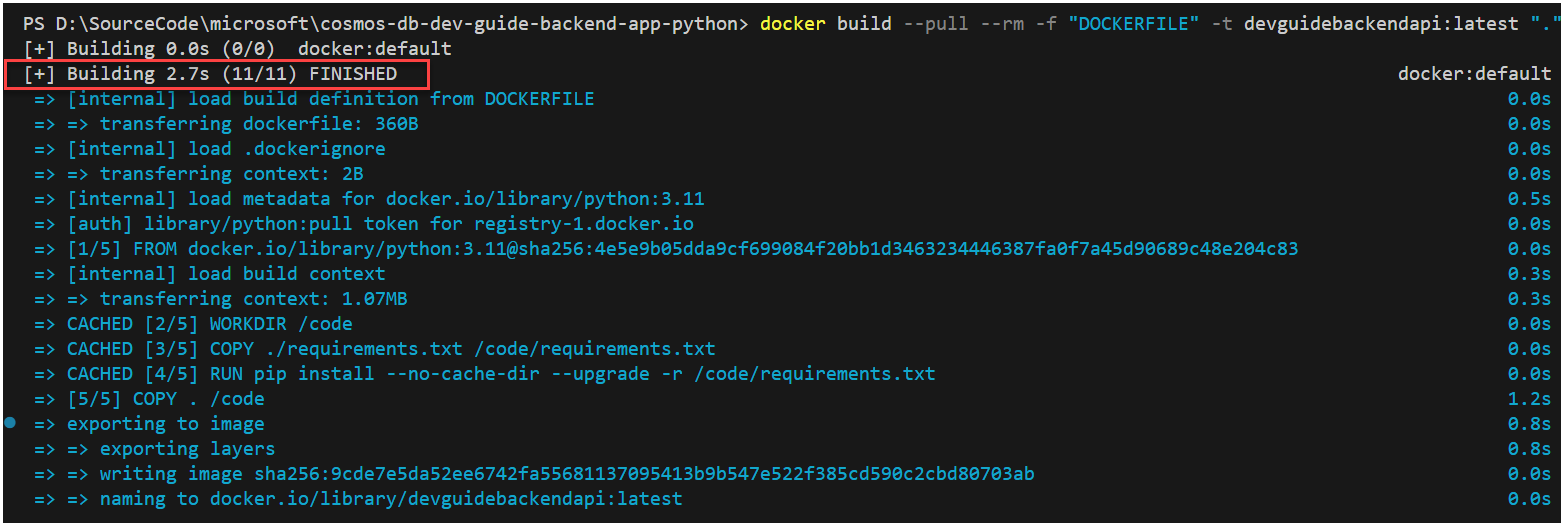 PS D:\SourceCode\microsoft\cosmos-db-dev-guide-backend-app-python> docker build --pull --rm -f "DOCKERFILE" -t devguidebackendapi:latest "."
[+] Building 0.0s (0/0)  docker:default
[+] Building 2.7s (11/11) FINISHED docker:default
=> [internal] load build definition from DOCKERFILE 0.0s
=> => transferring dockerfile: 360B 0.0s
=> [internal] load .dockerignore 0.0s
=> => transferring context: 2B 0.0s
=> [internal] load metadata for docker.io/library/python:3.11 0.5s
=> [auth] library/python:pull token for registry-1.docker.io 0.0s
=> [1/5] FROM docker.io/library/python:3.11@sha256:4e5e9b05dda9cf699084f20bb1d3463234446387fa0f7a45d90689c48e204c83 0.0s
=> [internal] load build context 0.3s
=> => transferring context: 1.07MB 0.3s
=> CACHED [2/5] WORKDIR /code 0.0s
=> CACHED [3/5] COPY ./requirements.txt /code/requirements.txt 0.0s
=> CACHED [4/5] RUN pip install --no-cache-dir --upgrade -r /code/requirements.txt 0.0s
=> [5/5] COPY . /code 1.2s
=> exporting to image 0.8s
=> => exporting layers 0.8s
=> => writing image sha256:9cde7e5da52ee6742fa55681137095413b9b547e522f385cd590c2cbd80703ab 0.0s
=> => naming to docker.io/library/devguidebackendapi:latest 0.0s